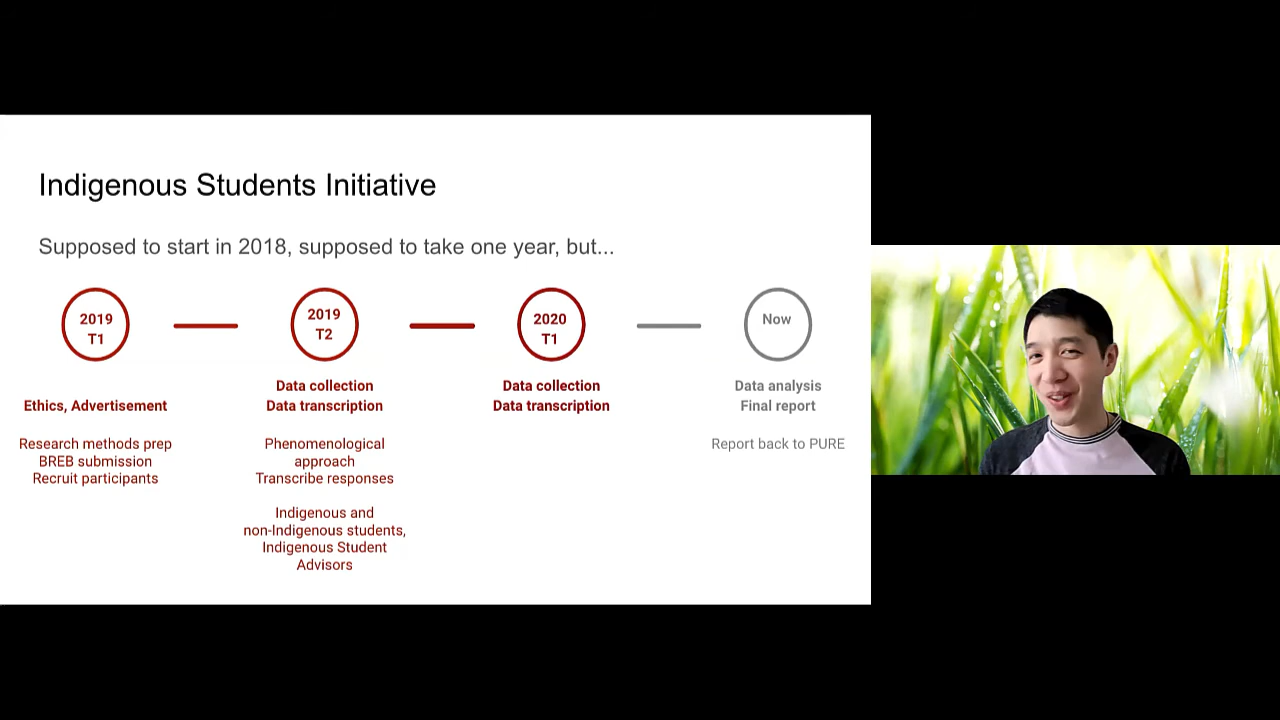 Indigenous Students Initiative
Supposed to start in 2018, supposed to take one year, but...
2019
T1
Ethics, Advertisement
Research methods prep
BREB submission
Recruit participants
2019
T2
Data collection
Data transcription
Phenomenological
approach
Transcribe responses
Indigenous and
non-Indigenous students,
Indigenous Student
Advisors
2020
T1
Data collection
Data transcription
Now
Data analysis
Final report
Report back to PURE